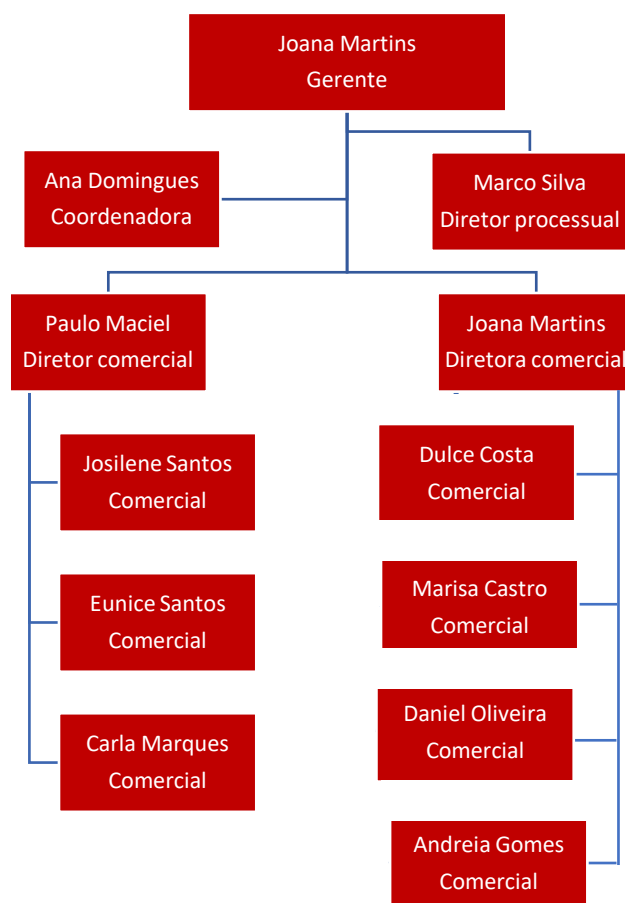 Joana Martins
Gerente
Ana Domingues
Coordenadora
Marco Silva
Diretor processual
Paulo Maciel
Diretor comercial
Joana Martins
Diretora comercial
Josilene Santos
Comercial
Eunice Santos
Comercial
Carla Marques
Comercial
Dulce Costa
Comercial
Marisa Castro
Comercial
Daniel Oliveira
Comercial
Andreia Gomes
Comercial